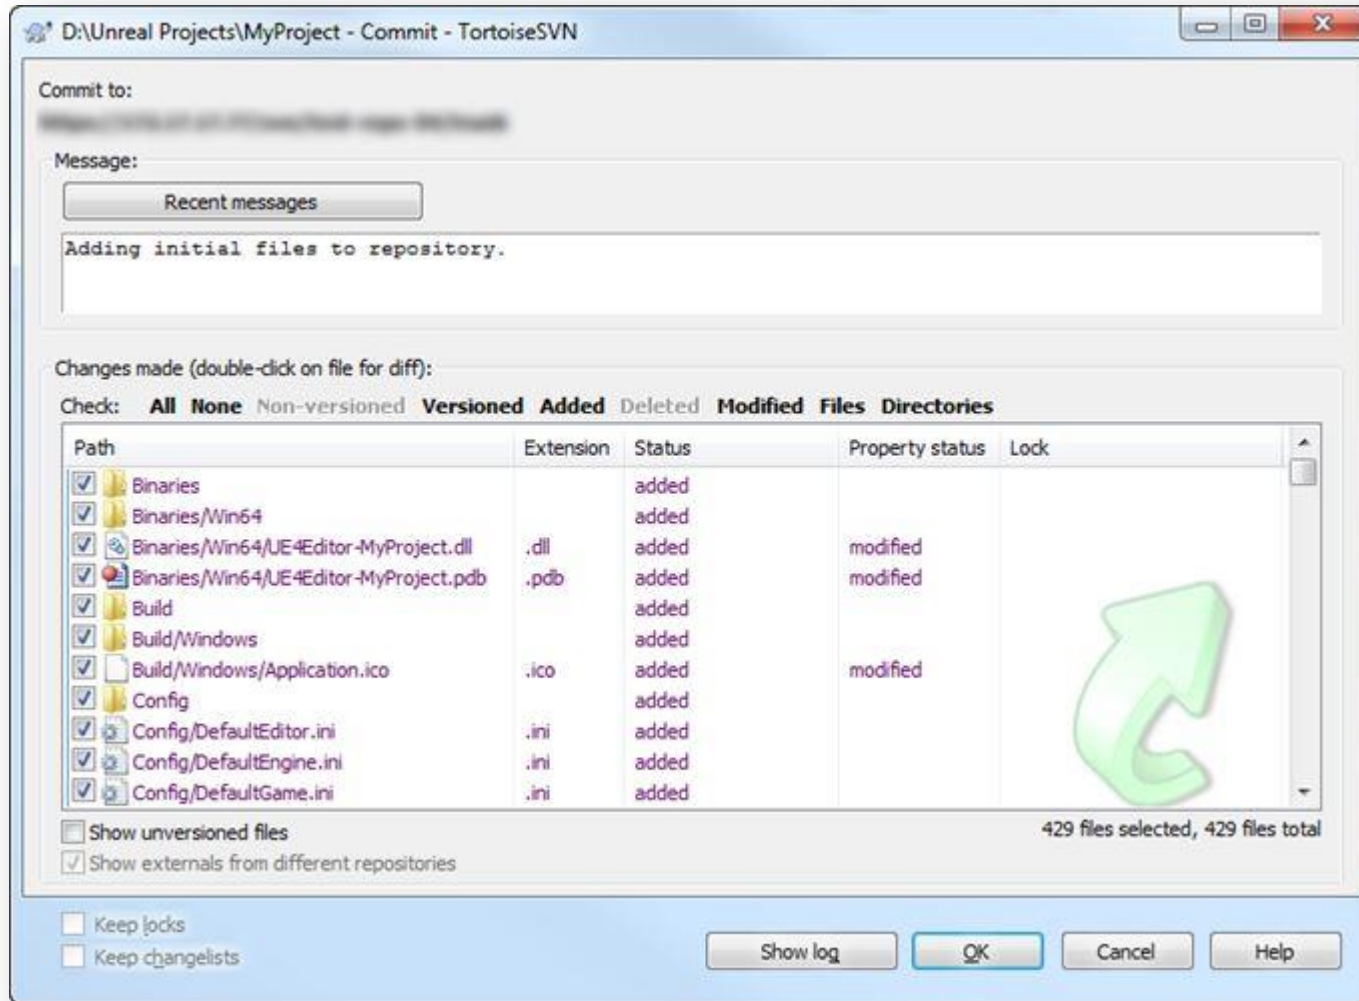 D:\Unreal Projects\MyProject - Commit - TortoiseSVN
Commit to:
Message:
Recent messages
Adding initial files to repository.
Changes made (double-click on file for diff):
Check: All None Non-versioned Versioned Added Deleted Modified Files Directories
Path Extension Status Property status Lock
Binaries added
Binaries/Win64 added
Binaries/Win64/UE4Editor-MyProject.dll .dll added modified
Binaries/Win64/UE4Editor-MyProject.pdb .pdb added modified
Build added
Build/Windows added
Build/Windows/Application.ico .ico added modified
Config added
Config/DefaultEditor.ini .ini added
Config/DefaultEngine.ini .ini added
Config/DefaultGame.ini .ini added
Show unversioned files 429 files selected, 429 files total
Show externals from different repositories
Keep locks
Keep changelists
Show log OK Cancel Help